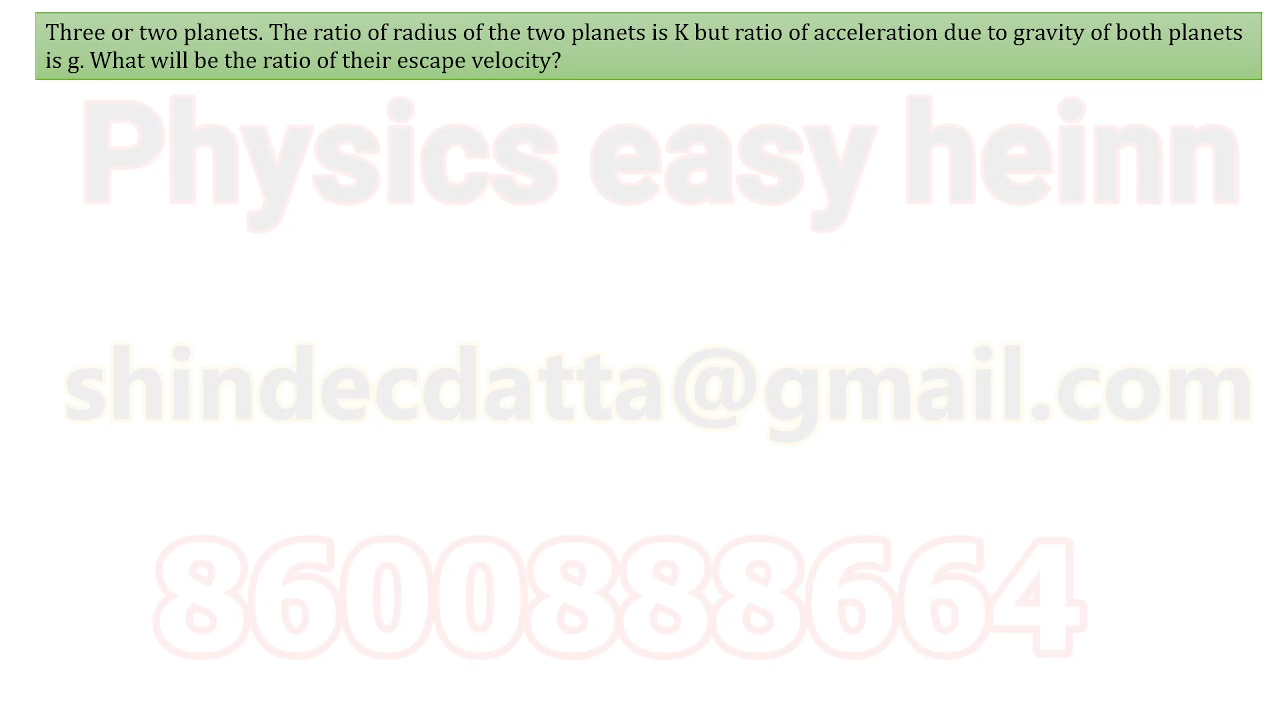 Three or two planets. The ratio of radius of the two planets is K but ratio of acceleration due to gravity of both planets
is g. What will be the ratio of their escape velocity?
Physics easy heinn
shindecdatta@gmail.com
8600888664